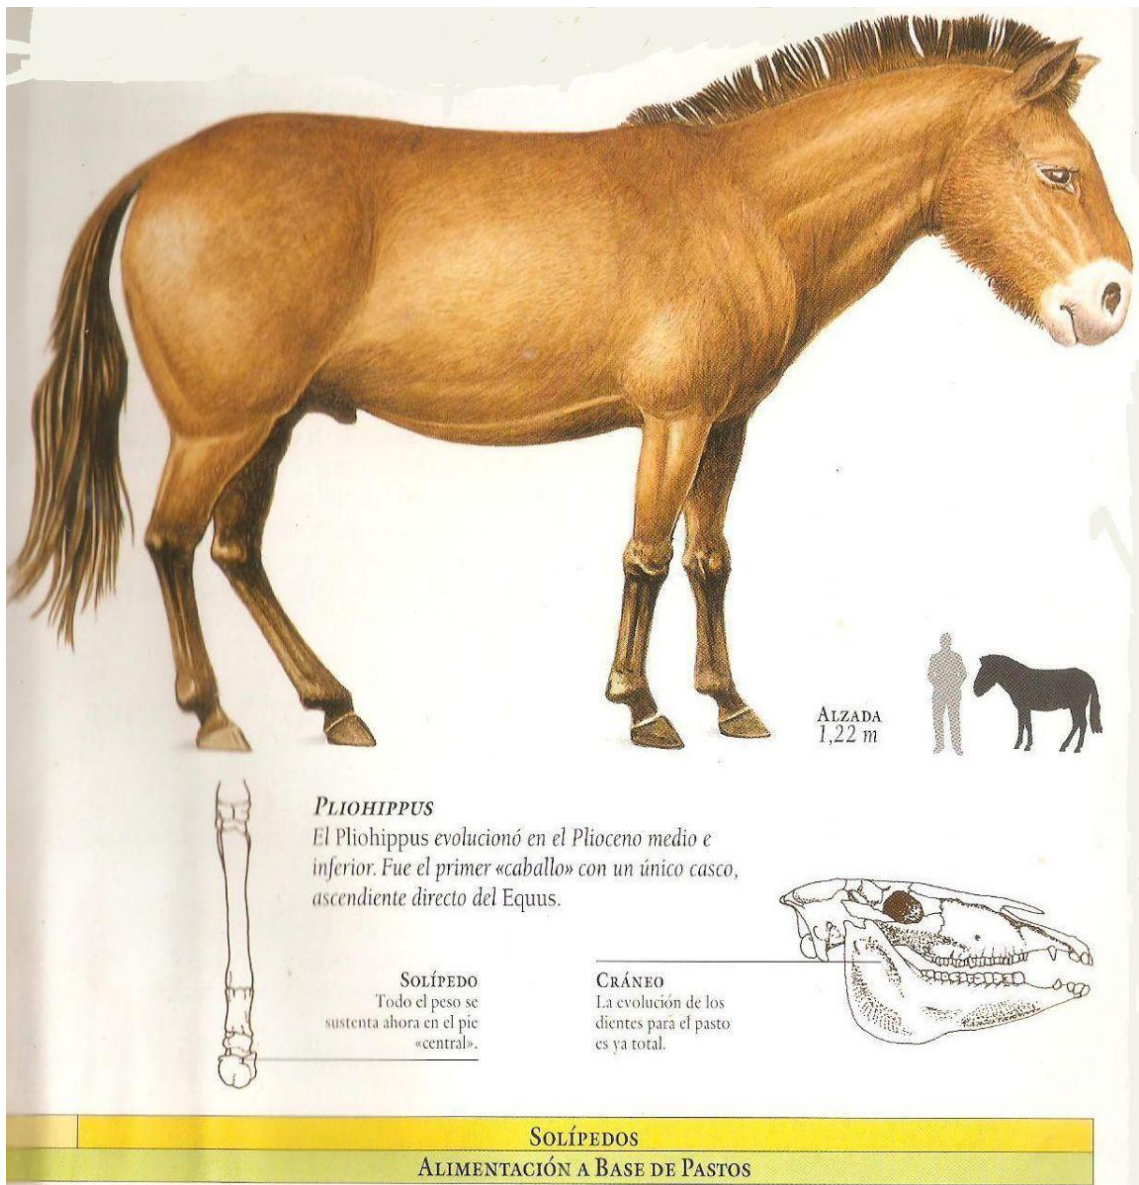 ALZADA
1,22 m
PLIOHIPPUS
El Pliohippus evolucionó en el Plioceno medio e
inferior. Fue el primer «caballo» con un único casco,
ascendiente directo del Equus.
SOLÍPEDO
Todo el peso se
sustenta ahora en el pie
«central».
CRÁNEO
La evolución de los
dientes para el pasto
es ya total.
SOLÍPEDOS
ALIMENTACIÓN A BASE DE PASTOS